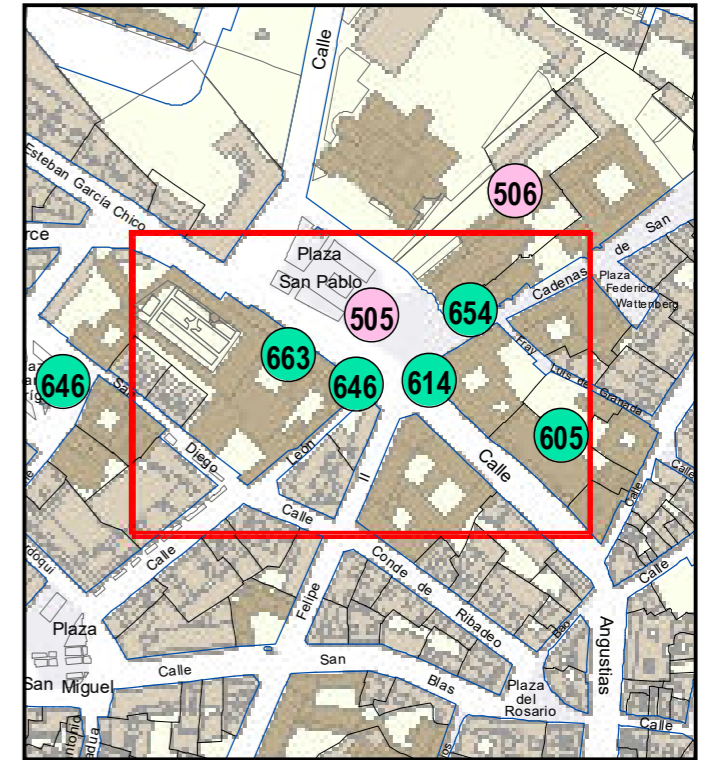 Calle
Esteban García Chico
rce
506
San
de
Cadenas
Plaza
San Pablo
Plaza
Federico
Wattenberg
505
654
663
646
646
614
Fray Luis de Granada
605
San
Diego
León
II
Calle
Calle
Calle
Calle
Calle
Calle
Conde de Ribadeo
Felipe
Plaza
San Miguel
Calle
San
Blas
Plaza
del
Rosario
Angustias
Calle